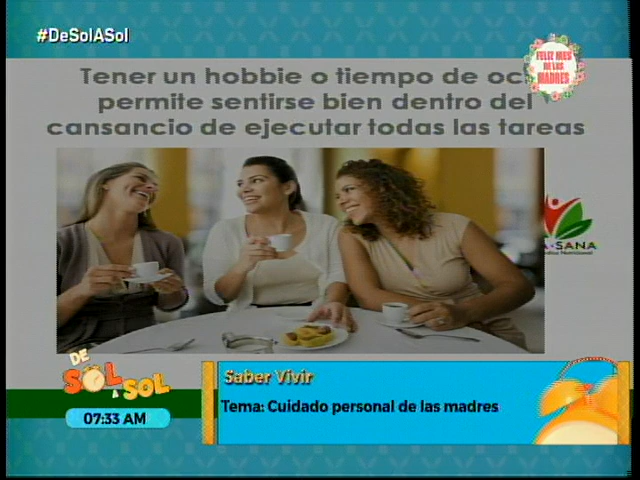 #DeSolASol
FELIZ MES
DE LAS
MADRES
Tener un hobbie o tiempo de
permite sentirse bien dentro del
cansancio de ejecutar todas las tareas
SANA
Nutricional
DE
SOL
A
SOL
07:33 AM
Saber Vivir
Tema: Cuidado personal de las madres